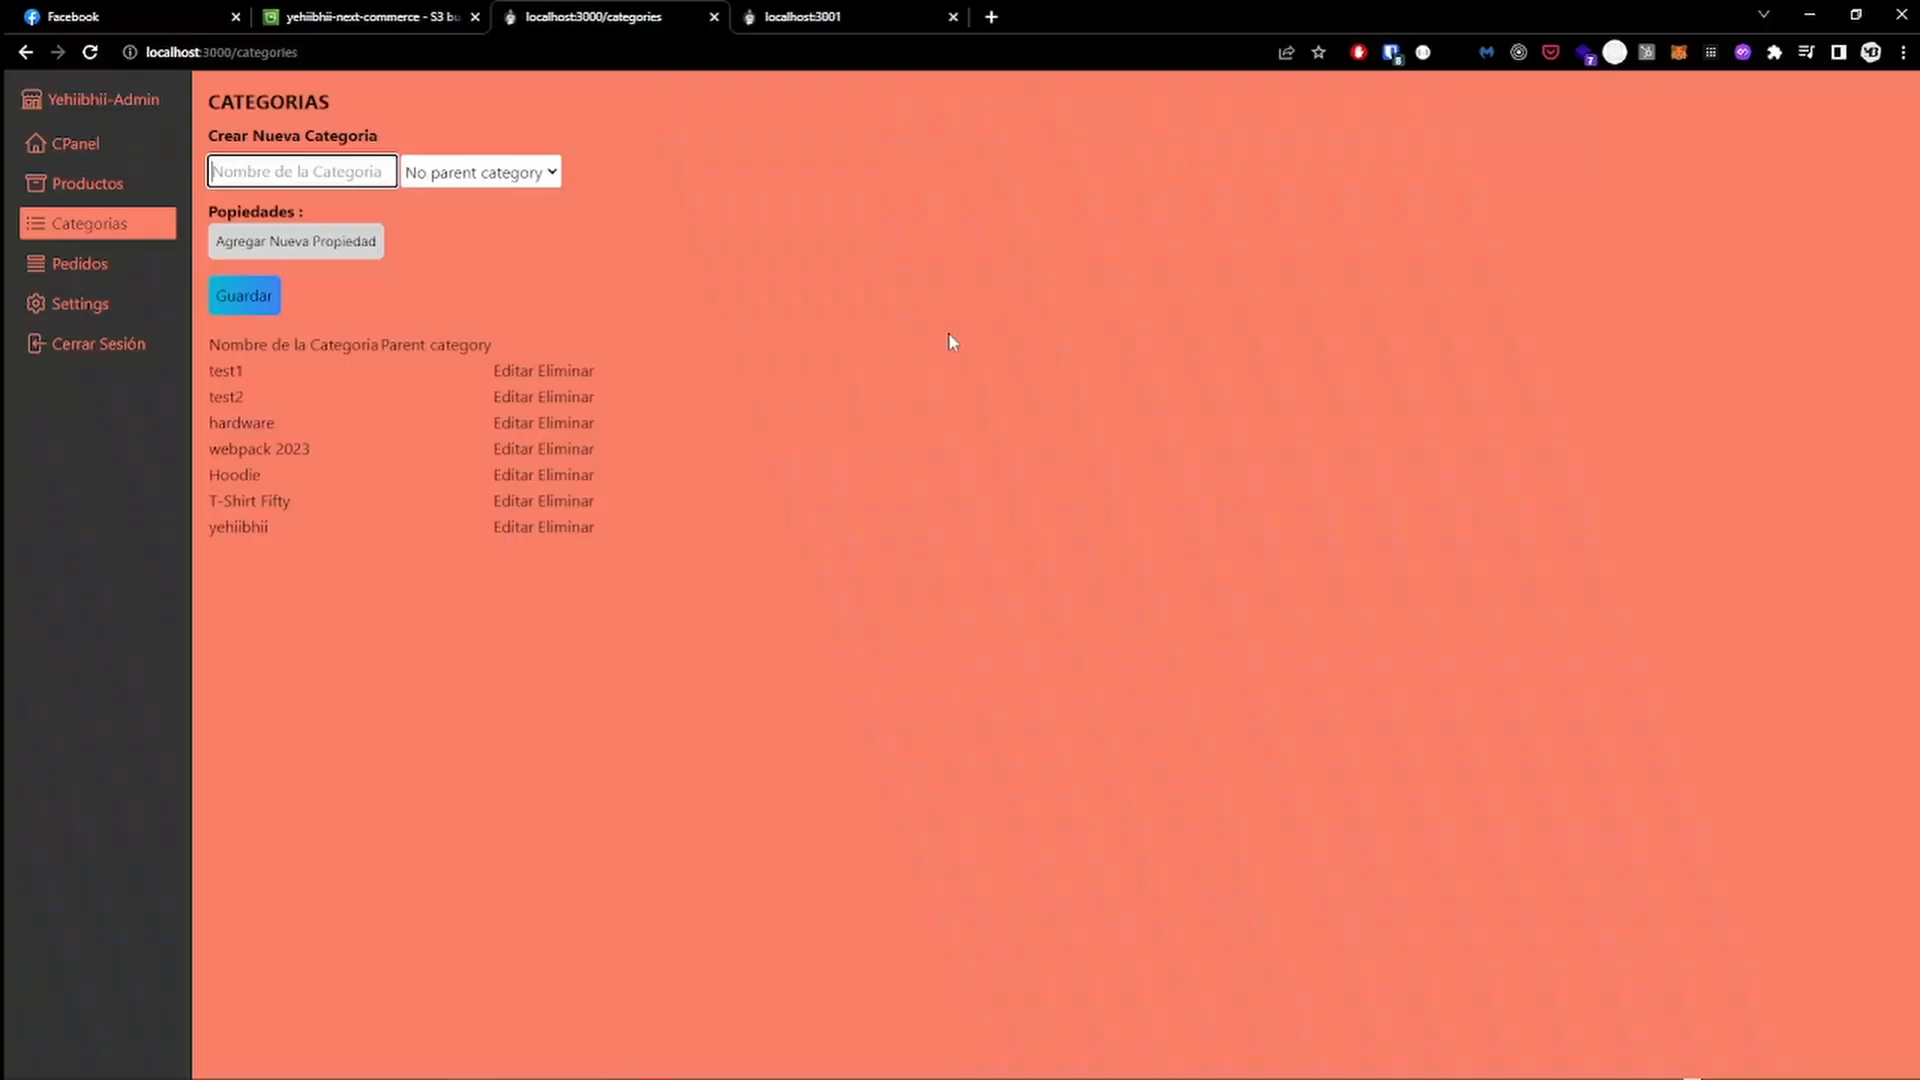 Facebook
yehiibhii-next-commerce - S3 bu
localhost:3000/categories
localhost:3001
localhost:3000/categories
8
7
Yehiibhii-Admin
CPanel
Productos
Categorias
Pedidos
Settings
Cerrar Sesión
CATEGORIAS
Crear Nueva Categoria
Nombre de la Categoria
No parent category
Popiedades :
Agregar Nueva Propiedad
Guardar
Nombre de la Categoria Parent category
test1 Editar Eliminar
test2 Editar Eliminar
hardware Editar Eliminar
webpack 2023 Editar Eliminar
Hoodie Editar Eliminar
T-Shirt Fifty Editar Eliminar
yehiibhii Editar Eliminar